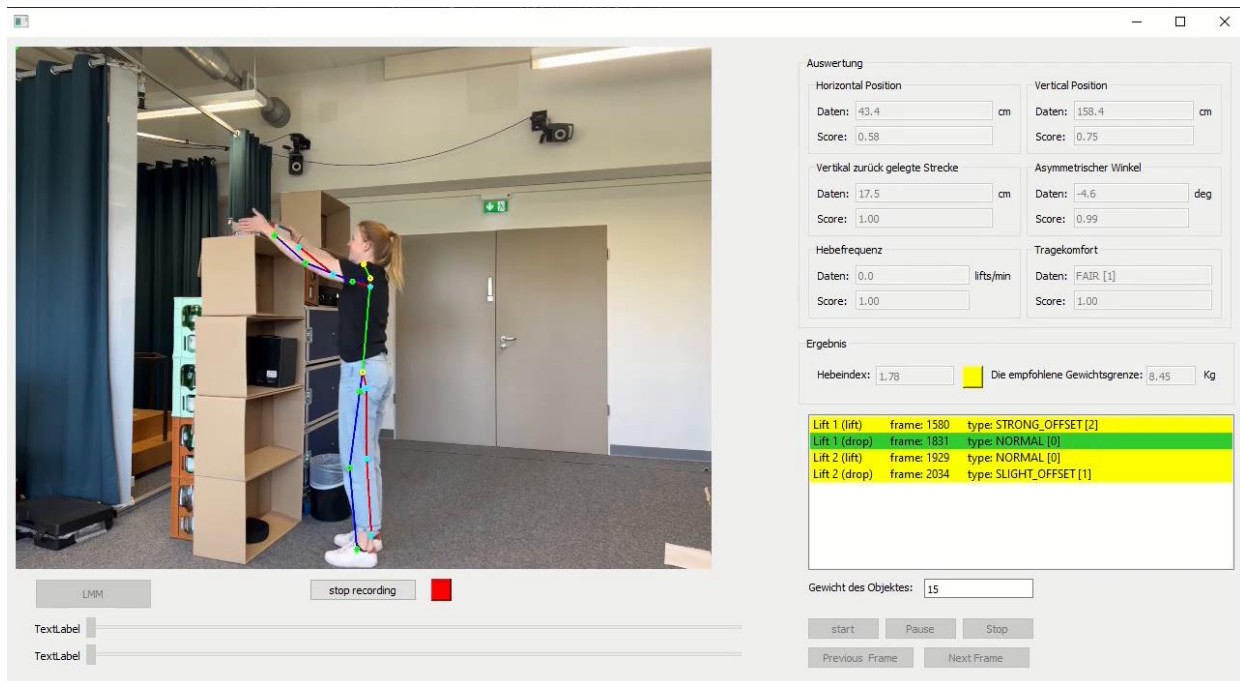 Auswertung
Horizontal Position
Daten: 43.4 cm
Score: 0.58
Vertical Position
Daten: 158.4 cm
Score: 0.75
Vertikal zurück gelegte Strecke
Daten: 17.5 cm
Score: 1.00
Asymmetrischer Winkel
Daten: -4.6 deg
Score: 0.99
Hebefrequenz
Daten: 0.0 lifts/min
Score: 1.00
Tragekomfort
Daten: FAIR [1]
Score: 1.00
Ergebnis
Hebeindex: 1.78 Die empfohlene Gewichtsgrenze: 8.45 Kg
Lift 1 (lift) frame: 1580 type: STRONG_OFFSET [2]
Lift 1 (drop) frame: 1831 type: NORMAL [0]
Lift 2 (lift) frame: 1929 type: NORMAL [0]
Lift 2 (drop) frame: 2034 type: SLIGHT_OFFSET [1]
Gewicht des Objektes: 15
start Pause Stop
Previous Frame Next Frame
LMM
stop recording
TextLabel
TextLabel